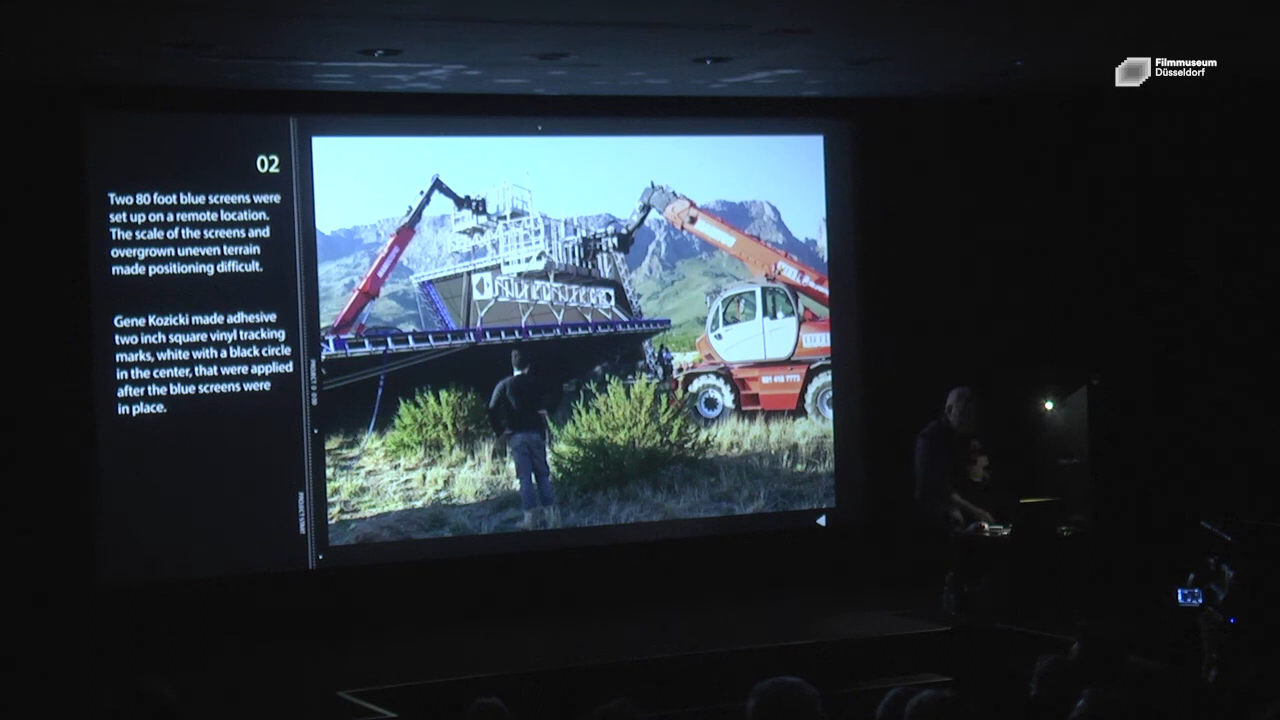 Filmmuseum
Düsseldorf
02
Two 80 foot blue screens were
set up on a remote location.
The scale of the screens and
overgrown uneven terrain
made positioning difficult.
Gene Kozicki made adhesive
two inch square vinyl tracking
marks, white with a black circle
in the center, that were applied
after the blue screens were
in place.